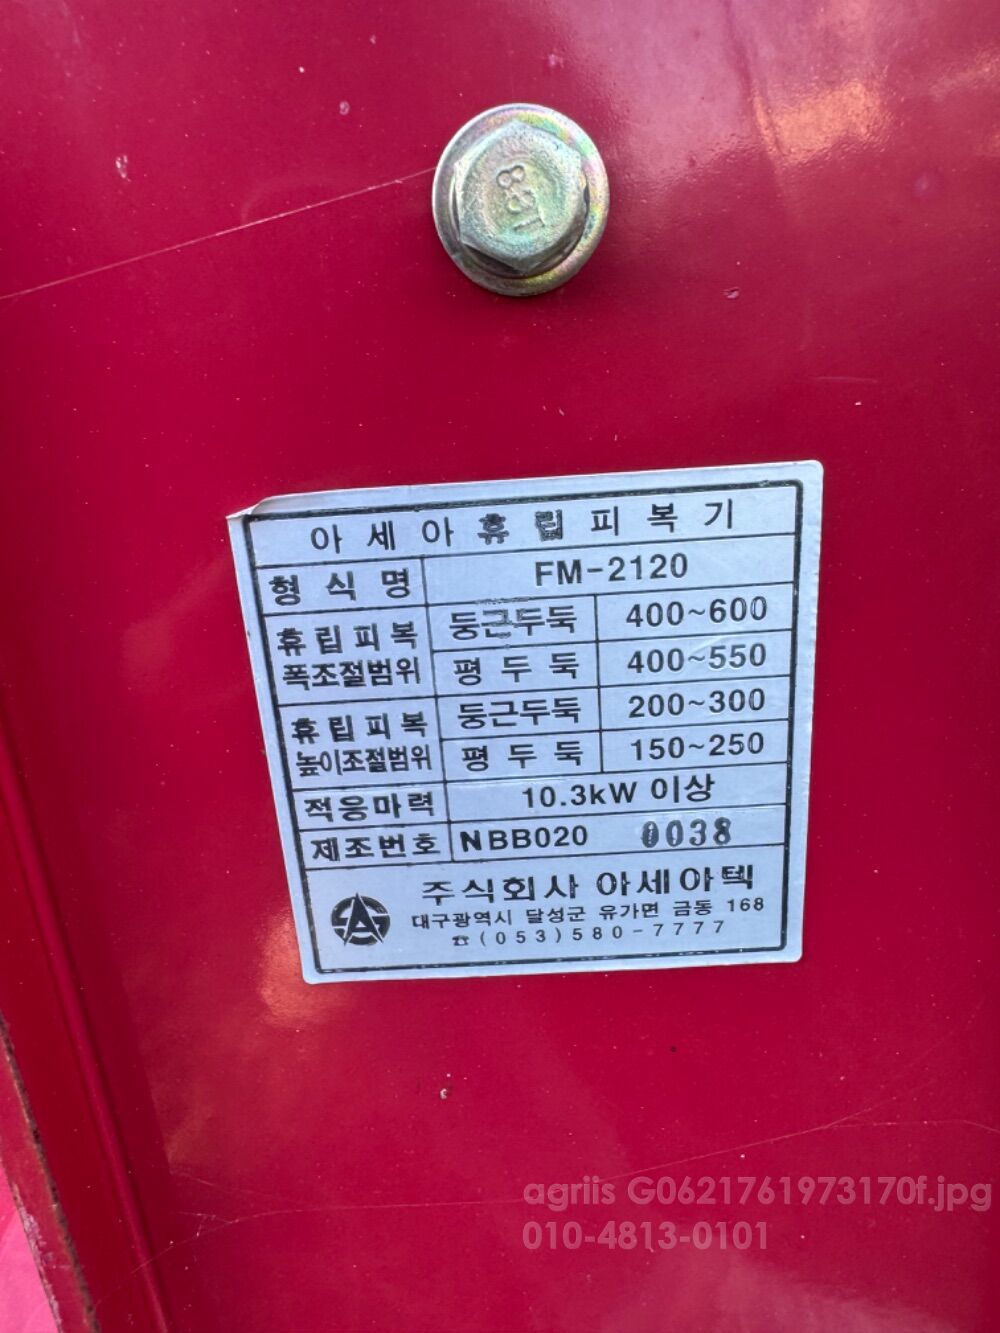 8.8T
아세아휴립피복기
형식명 FM-2120
휴립피복 폭조절범위 둥근두둑 400~600
평두둑 400~550
휴립피복 높이조절범위 둥근두둑 200~300
평두둑 150~250
적응마력 10.3kW 이상
제조번호 NBB020 0038
주식회사 아세아텍
대구광역시 달성군 유가면 금동 168
☎(053)580-7777
agriis G0621761973170f.jpg
010-4813-0101